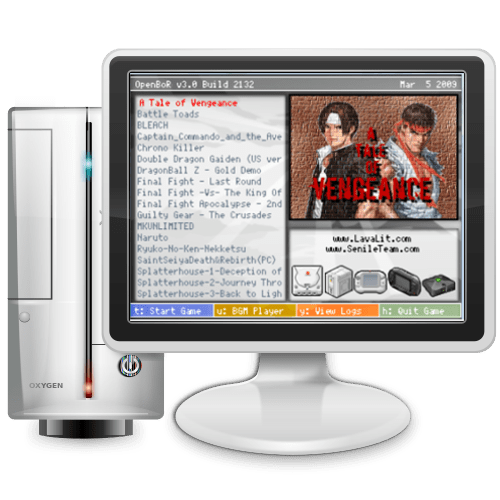 OpenBoR v3.0 Build 2132
Mar 5 2009
A Tale of Vengeance
Battle Toads
BLEACH
Captain_Commando_and_the_Ave
Chrono Killer
Double Dragon Gaiden (US ver
DragonBall Z - Gold Demo
Final Fight - Last Round
Final Fight -Ws- The King Of
Final Fight Apocalypse - 2nd
Guilty Gear - The Crusades
MKUNLIMITED
Naruto
Ryuko-No-Ken-Nekketsu
SaintSeiyaDeath&Rebirth(PC)
Splatterhouse-1-Deception of
Splatterhouse-2-Journey Thro
Splatterhouse-3-Back to Ligh
A
TALE
OF
VENGEANCE
www.LavaLit.com
www.SenileTeam.com
t: Start Game
u: BGM Player
y: View Logs
h: Quit Game
OXYGEN